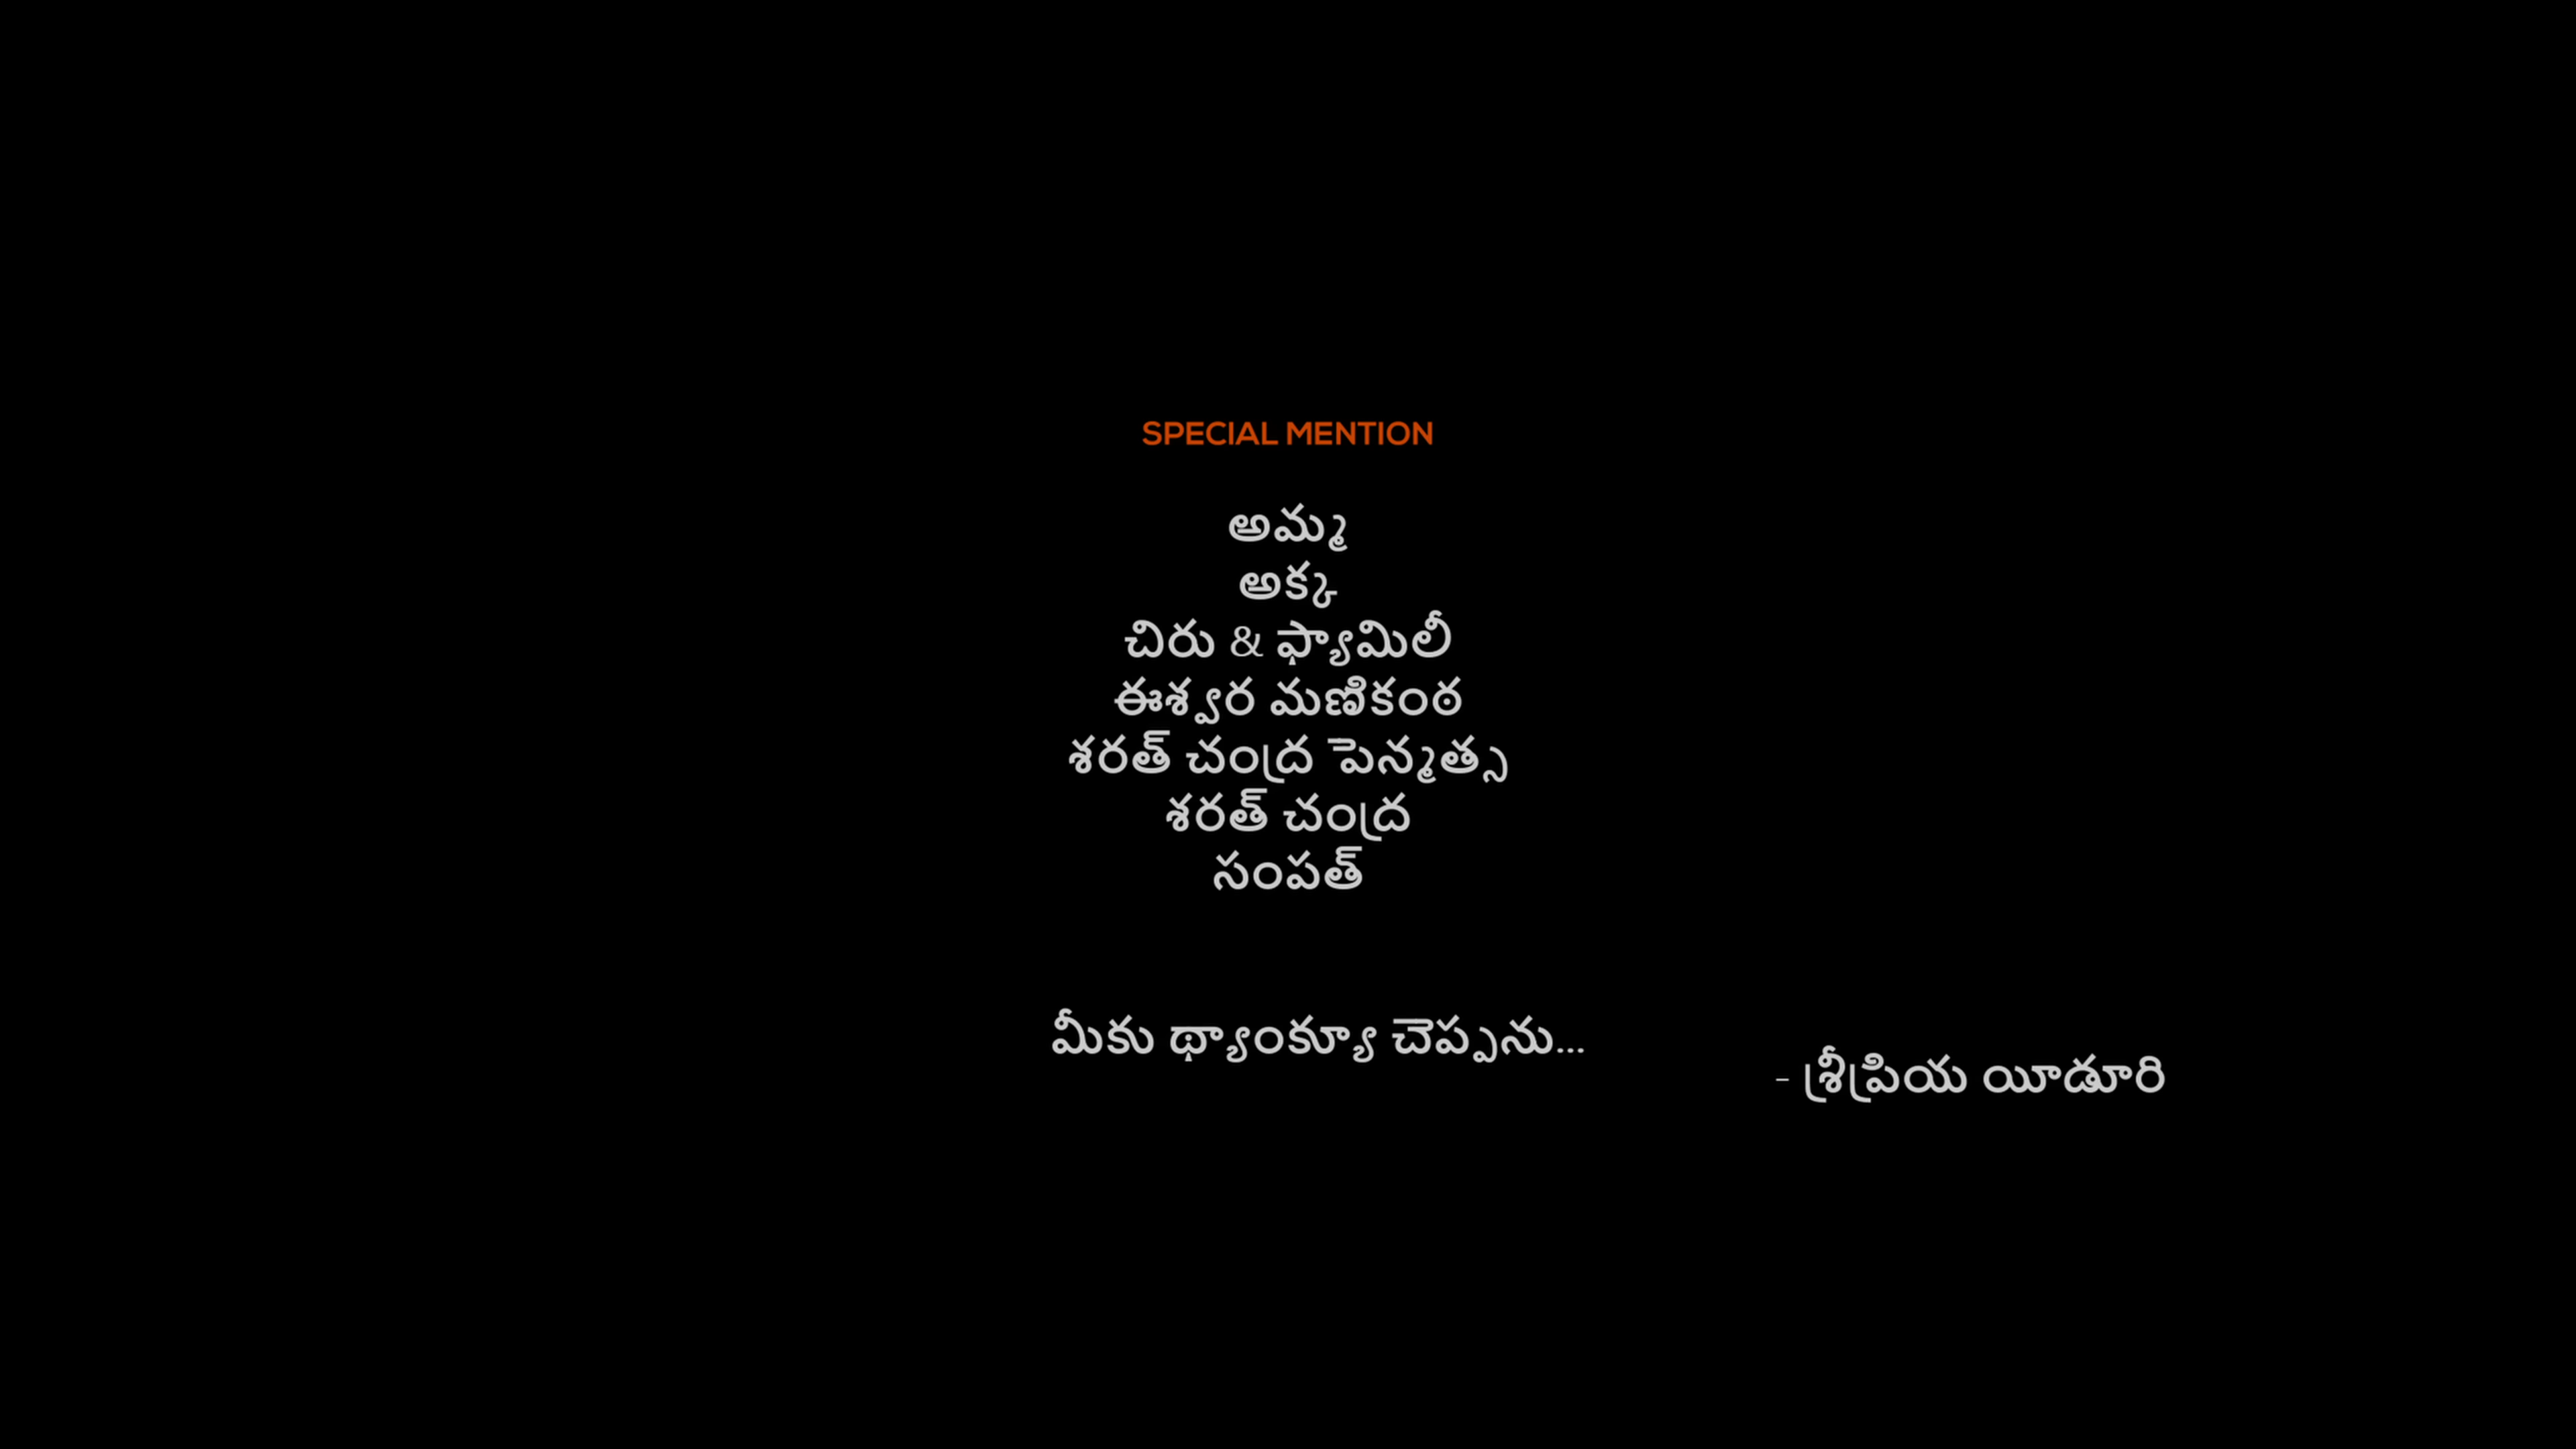 SPECIAL MENTION
అమ్మ
అక్క
చిరు & ఫ్యామిలీ
ఈశ్వర మణికంఠ
శరత్ చంద్ర పెన్మత్స
శరత్ చంద్ర
సంపత్
మీకు థ్యాంక్యూ చెప్పను...
- శ్రీప్రియ యీడూరి